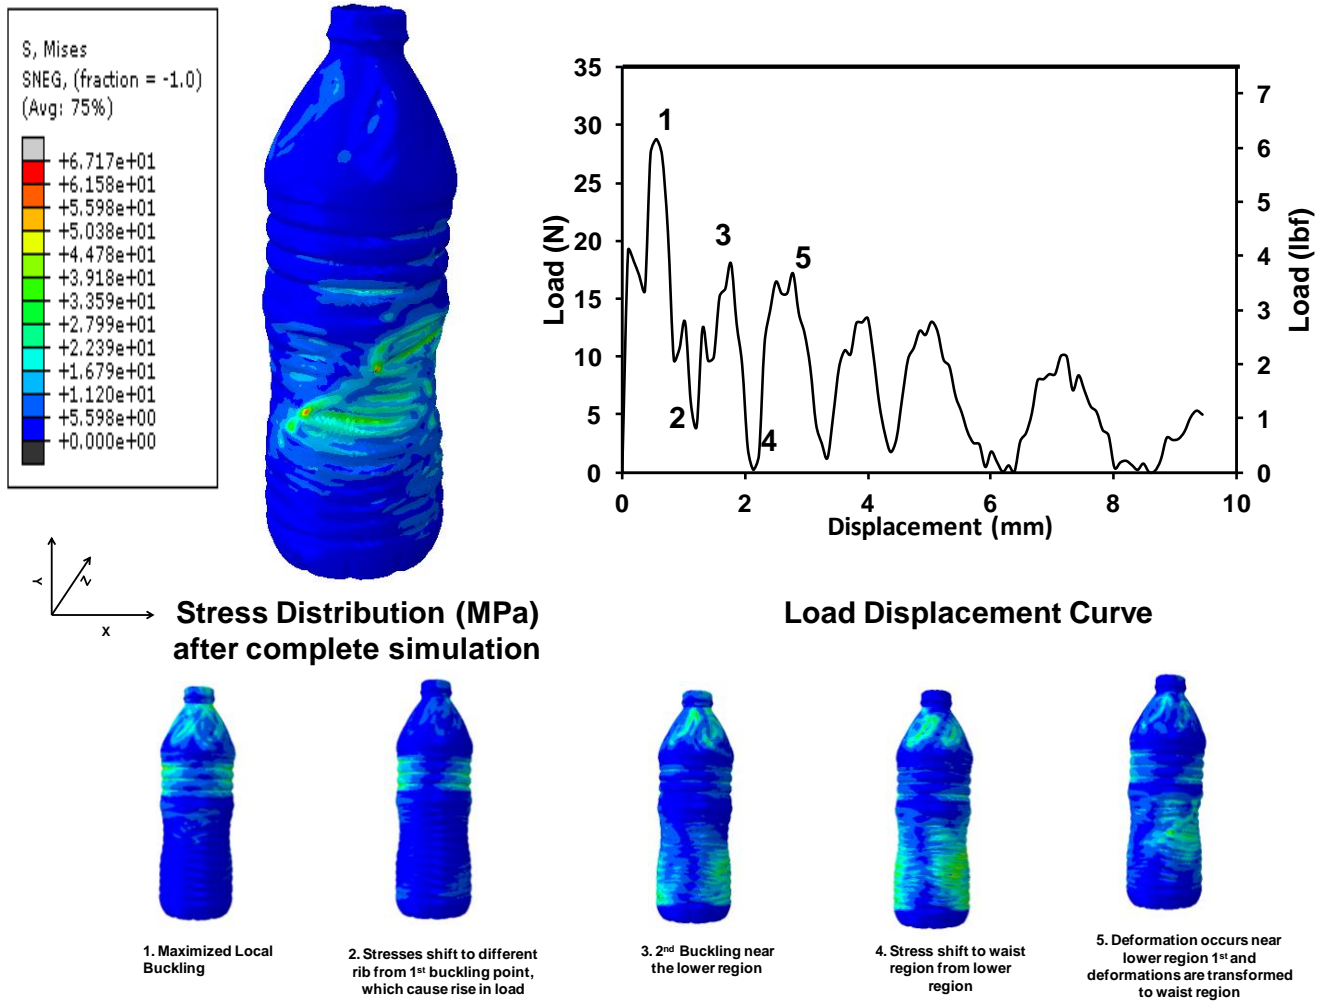 S, Mises
SNEG, (fraction = -1.0)
(Avg: 75%)
+6.717e+01
+6.158e+01
+5.598e+01
+5.038e+01
+4.478e+01
+3.918e+01
+3.359e+01
+2.799e+01
+2.239e+01
+1.679e+01
+1.120e+01
+5.598e+00
+0.000e+00
Y
Z
X
Stress Distribution (MPa)
after complete simulation
35
30
25
20
15
10
5
0
Load (N)
1
2
3
4
5
7
6
5
4
3
2
1
0
Load (lbf)
0
2
4
6
8
10
Displacement (mm)
Load Displacement Curve
1. Maximized Local
Buckling
2. Stresses shift to different
rib from 1st buckling point,
which cause rise in load
3. 2nd Buckling near
the lower region
4. Stress shift to waist
region from lower
region
5. Deformation occurs near
lower region 1st and
deformations are transformed
to waist region